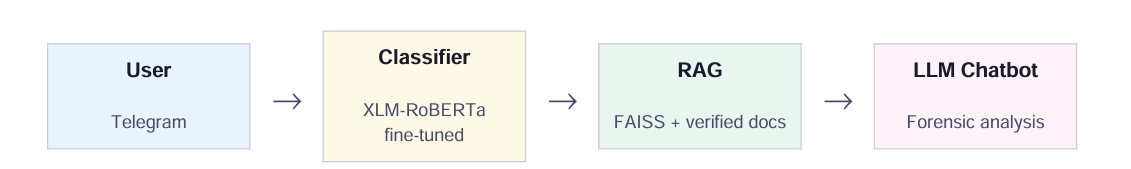 User
Telegram
Classifier
XLM-RoBERTa
fine-tuned
RAG
FAISS + verified docs
LLM Chatbot
Forensic analysis